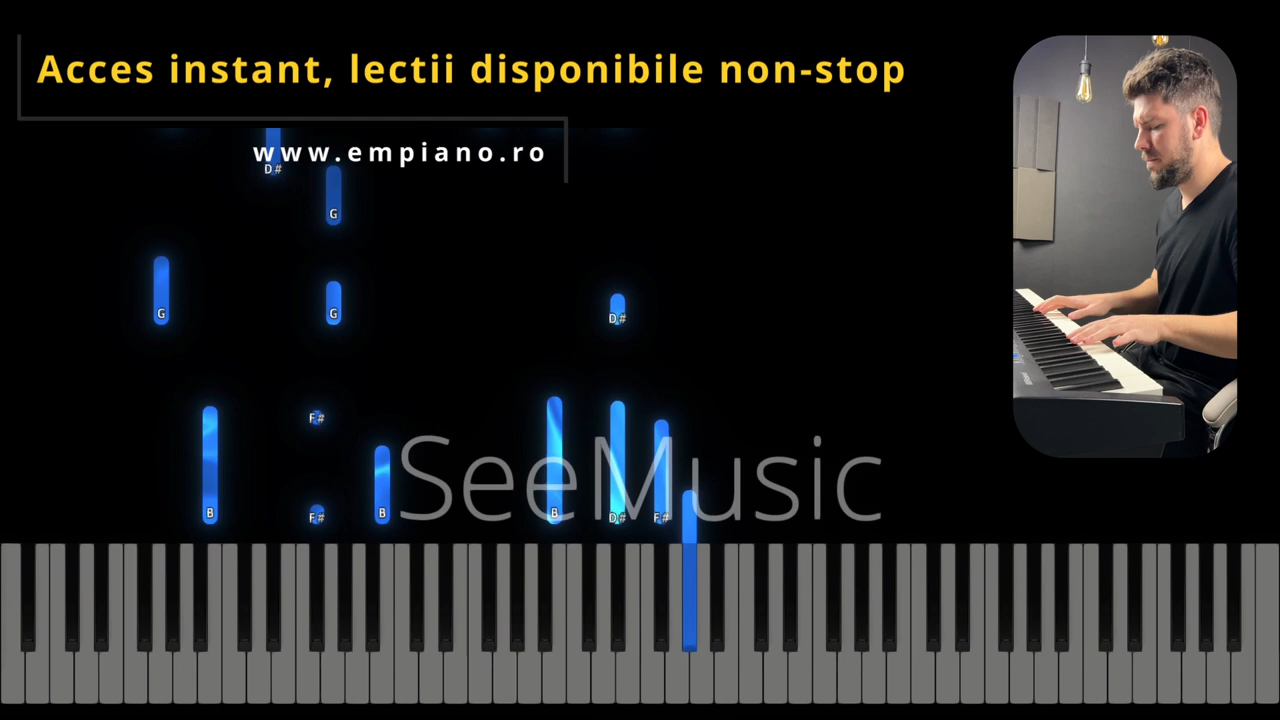 Acces instant, lectii disponibile non-stop
www.empiano.ro
D#
G
G
G
D#
F#
B
F#
B
B
D#
F#
SeeMusic